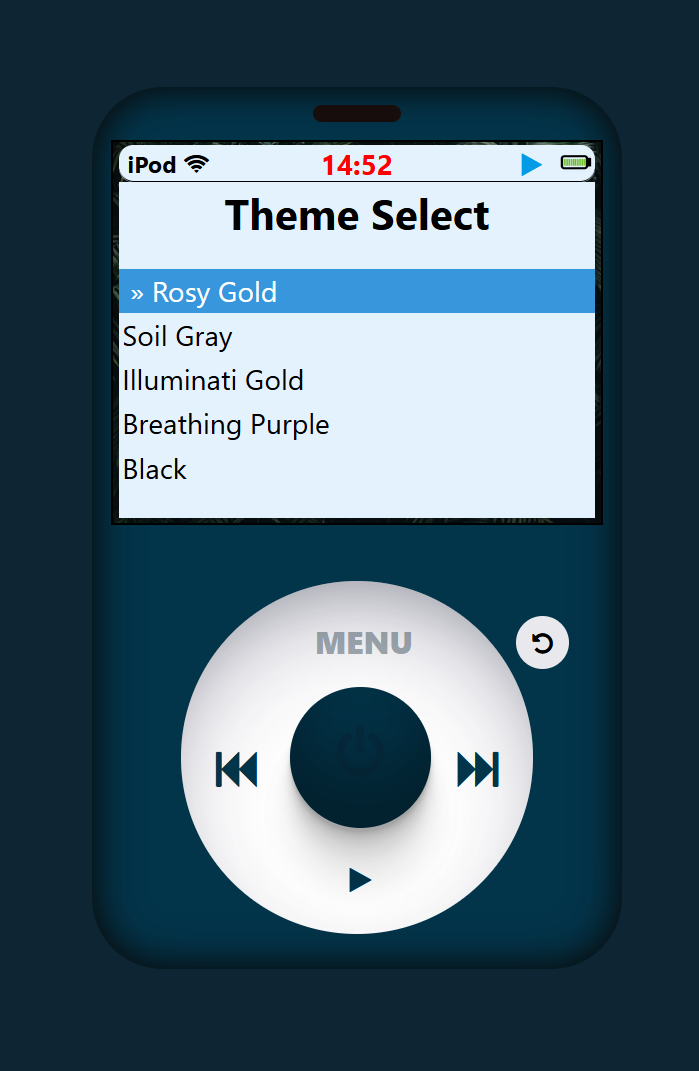 iPod 14:52
Theme Select
» Rosy Gold
Soil Gray
Illuminati Gold
Breathing Purple
Black
MENU